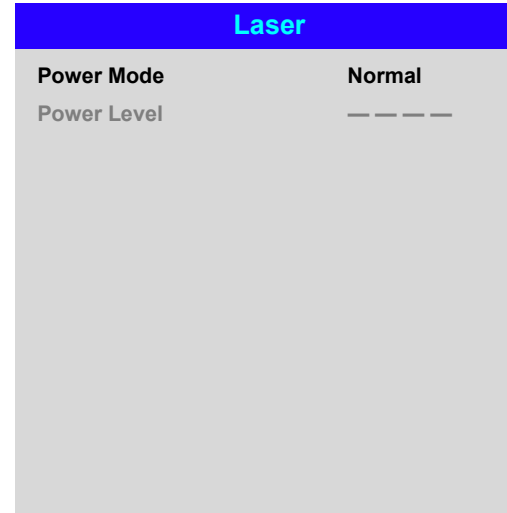 Laser
Power Mode Normal
Power Level — — — —